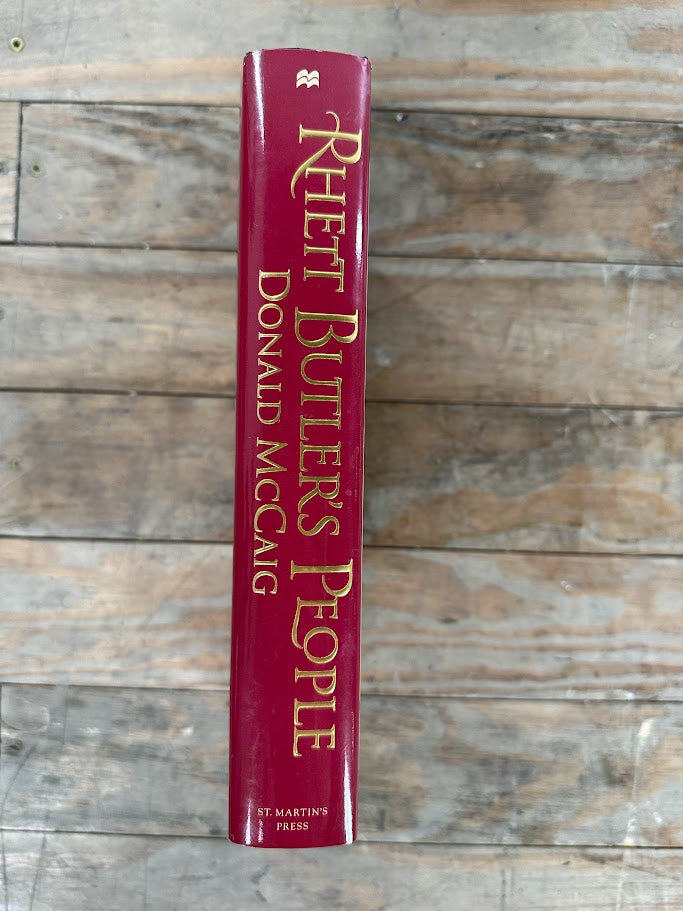 RHETT BUTLER'S PEOPLE
DONALD MCCAIG
ST. MARTIN'S
PRESS